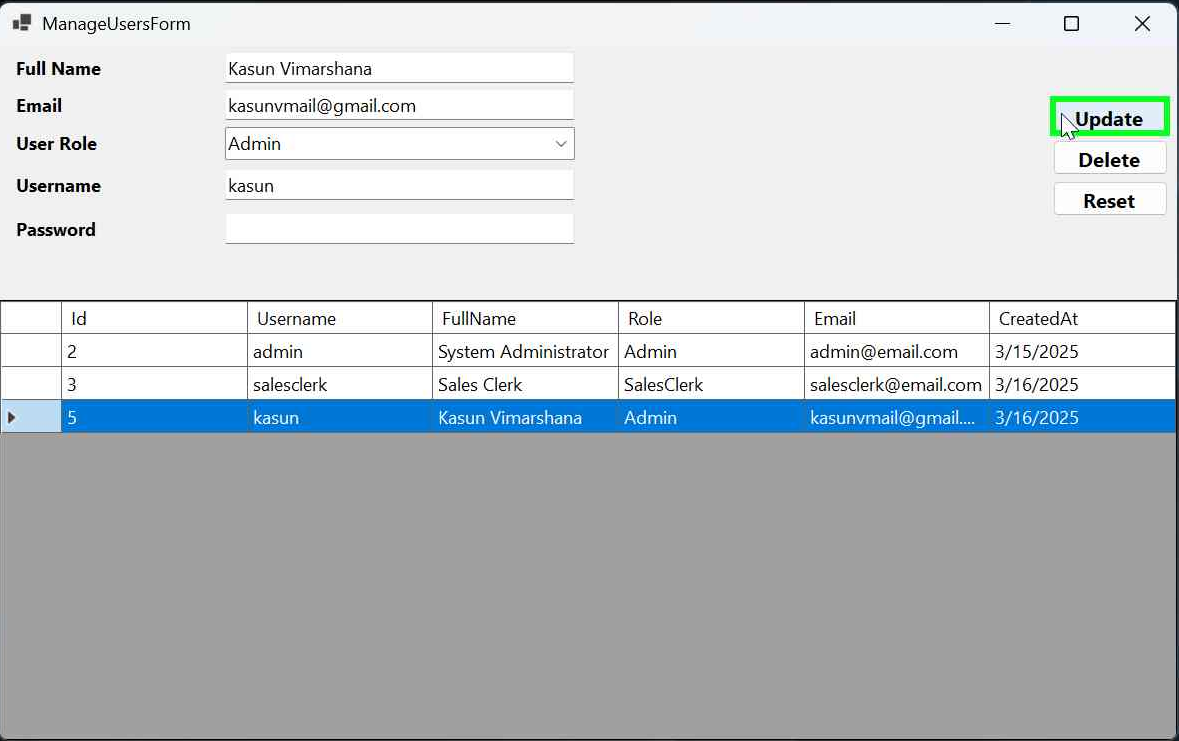 ManageUsersForm
Full Name Kasun Vimarshana
Email kasunvmail@gmail.com
Update
User Role Admin
Delete
Username kasun
Reset
Password
Id Username FullName Role Email CreatedAt
2 admin System Administrator Admin admin@email.com 3/15/2025
3 salesclerk Sales Clerk SalesClerk salesclerk@email.com 3/16/2025
5 kasun Kasun Vimarshana Admin kasunvmail@gmail.... 3/16/2025